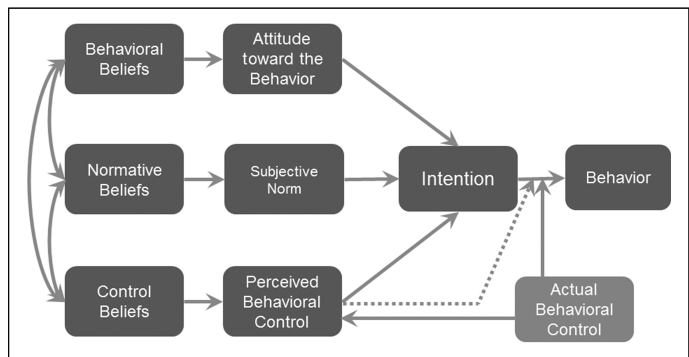 Behavioral
Beliefs
Attitude
toward the
Behavior
Normative
Beliefs
Subjective
Norm
Intention
Behavior
Control
Beliefs
Perceived
Behavioral
Control
Actual
Behavioral
Control